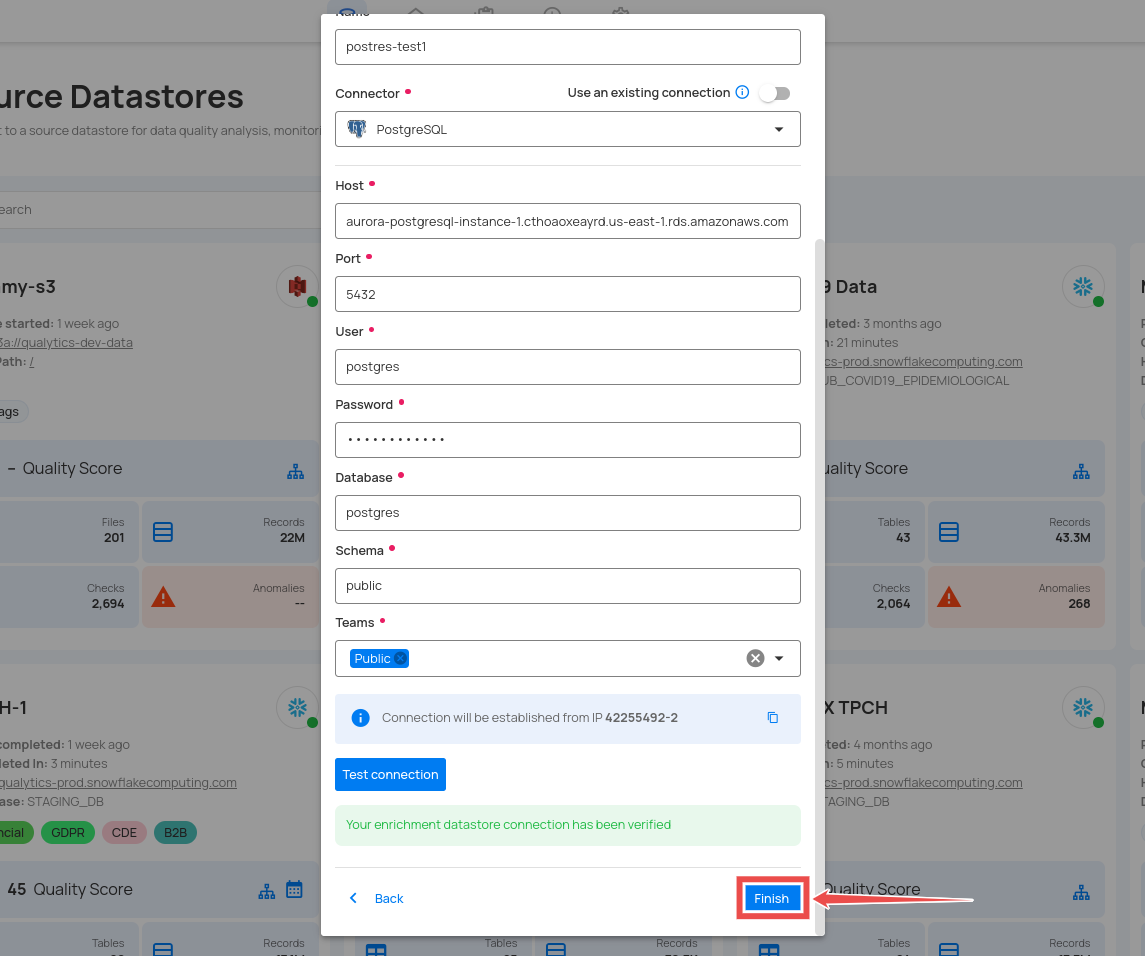 Name
postres-test1
urce Datastores
Connector
Use an existing connection
t to a source datastore for data quality analysis, monitori
PostgreSQL
Host
earch
aurora-postgresql-instance-1.cthoaoxeayrd.us-east-1.rds.amazonaws.com
Port
my-s3
9 Data
5432
e started: 1 week ago
leted: 3 months ago
User
3a://qualytics-dev-data
n: 21 minutes
Path: /
cs-prod.snowflakecomputing.com
postgres
UB_COVID19_EPIDEMIOLOGICAL
Password
ags
••••••••••••
– Quality Score
uality Score
Database
postgres
Files
201
Records
22M
Tables
43
Records
43.3M
Schema
public
Checks
2,694
Anomalies
--
Checks
2,064
Anomalies
268
Teams
Public
H-1
X TPCH
Connection will be established from IP 42255492-2
completed: 1 week ago
ted: 4 months ago
leted In: 3 minutes
n: 5 minutes
qualytics-prod.snowflakecomputing.com
cs-prod.snowflakecomputing.com
Test connection
ase: STAGING_DB
TAGING_DB
ncial
GDPR
CDE
B2B
Your enrichment datastore connection has been verified
45 Quality Score
Quality Score
Back
Finish
Tables
Records
Tables
Records
Tables
Records